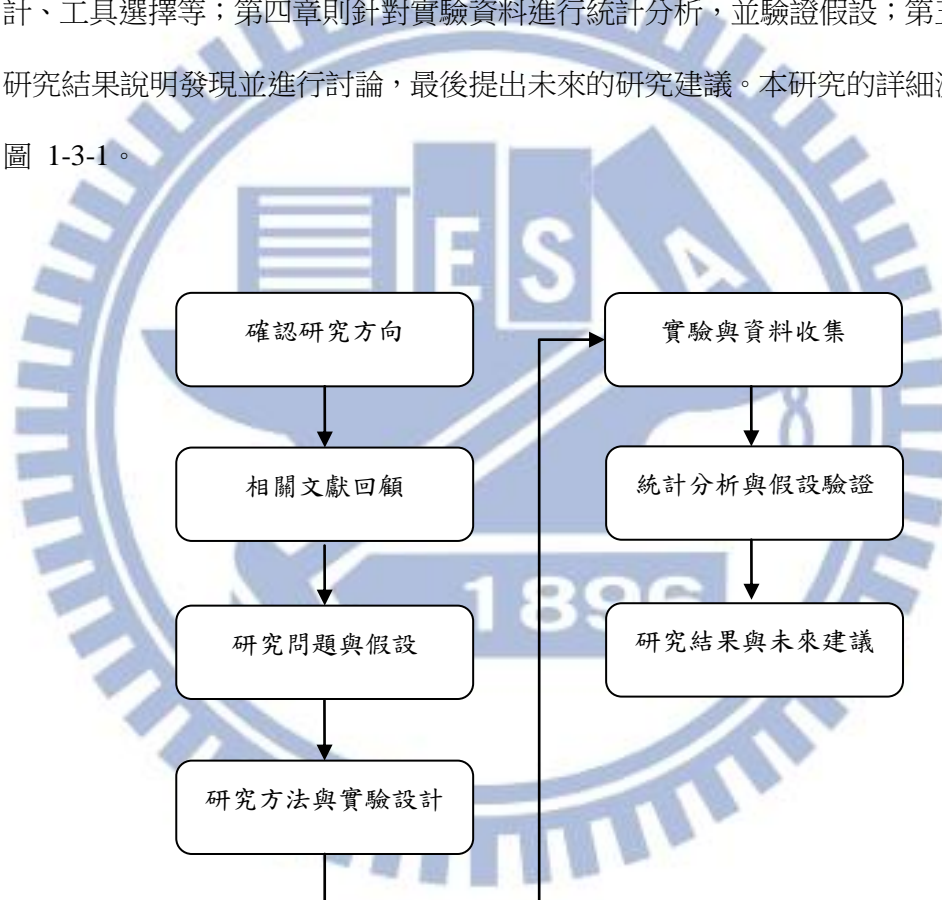 計、工具選擇等;第四章則針對實驗資料進行統計分析,並驗證假設;第五
研究結果說明發現並進行討論,最後提出未來的研究建議。本研究的詳細
圖 1-3-1。
E S A
確認研究方向
相關文獻回顧
研究問題與假設
研究方法與實驗設計
實驗與資料收集
統計分析與假設驗證
研究結果與未來建議
1896